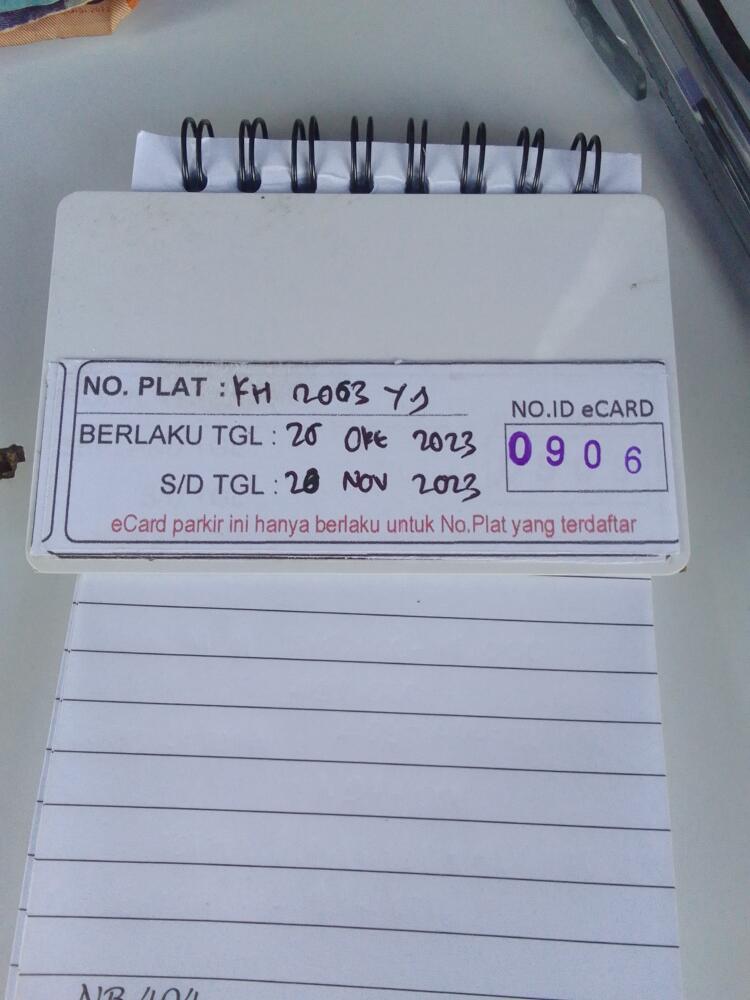 NO. PLAT : KH 2063 YJ
BERLAKU TGL : 26 OKT 2023
S/D TGL : 26 NOV 2023
NO.ID eCARD
0906
eCard parkir ini hanya berlaku untuk No.Plat yang terdaftar